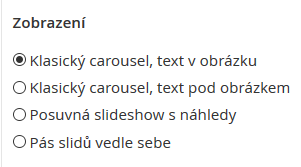 Zobrazení
Klasický carousel, text v obrázku
Klasický carousel, text pod obrázkem
Posuvná slideshow s náhledy
Pás slidů vedle sebe